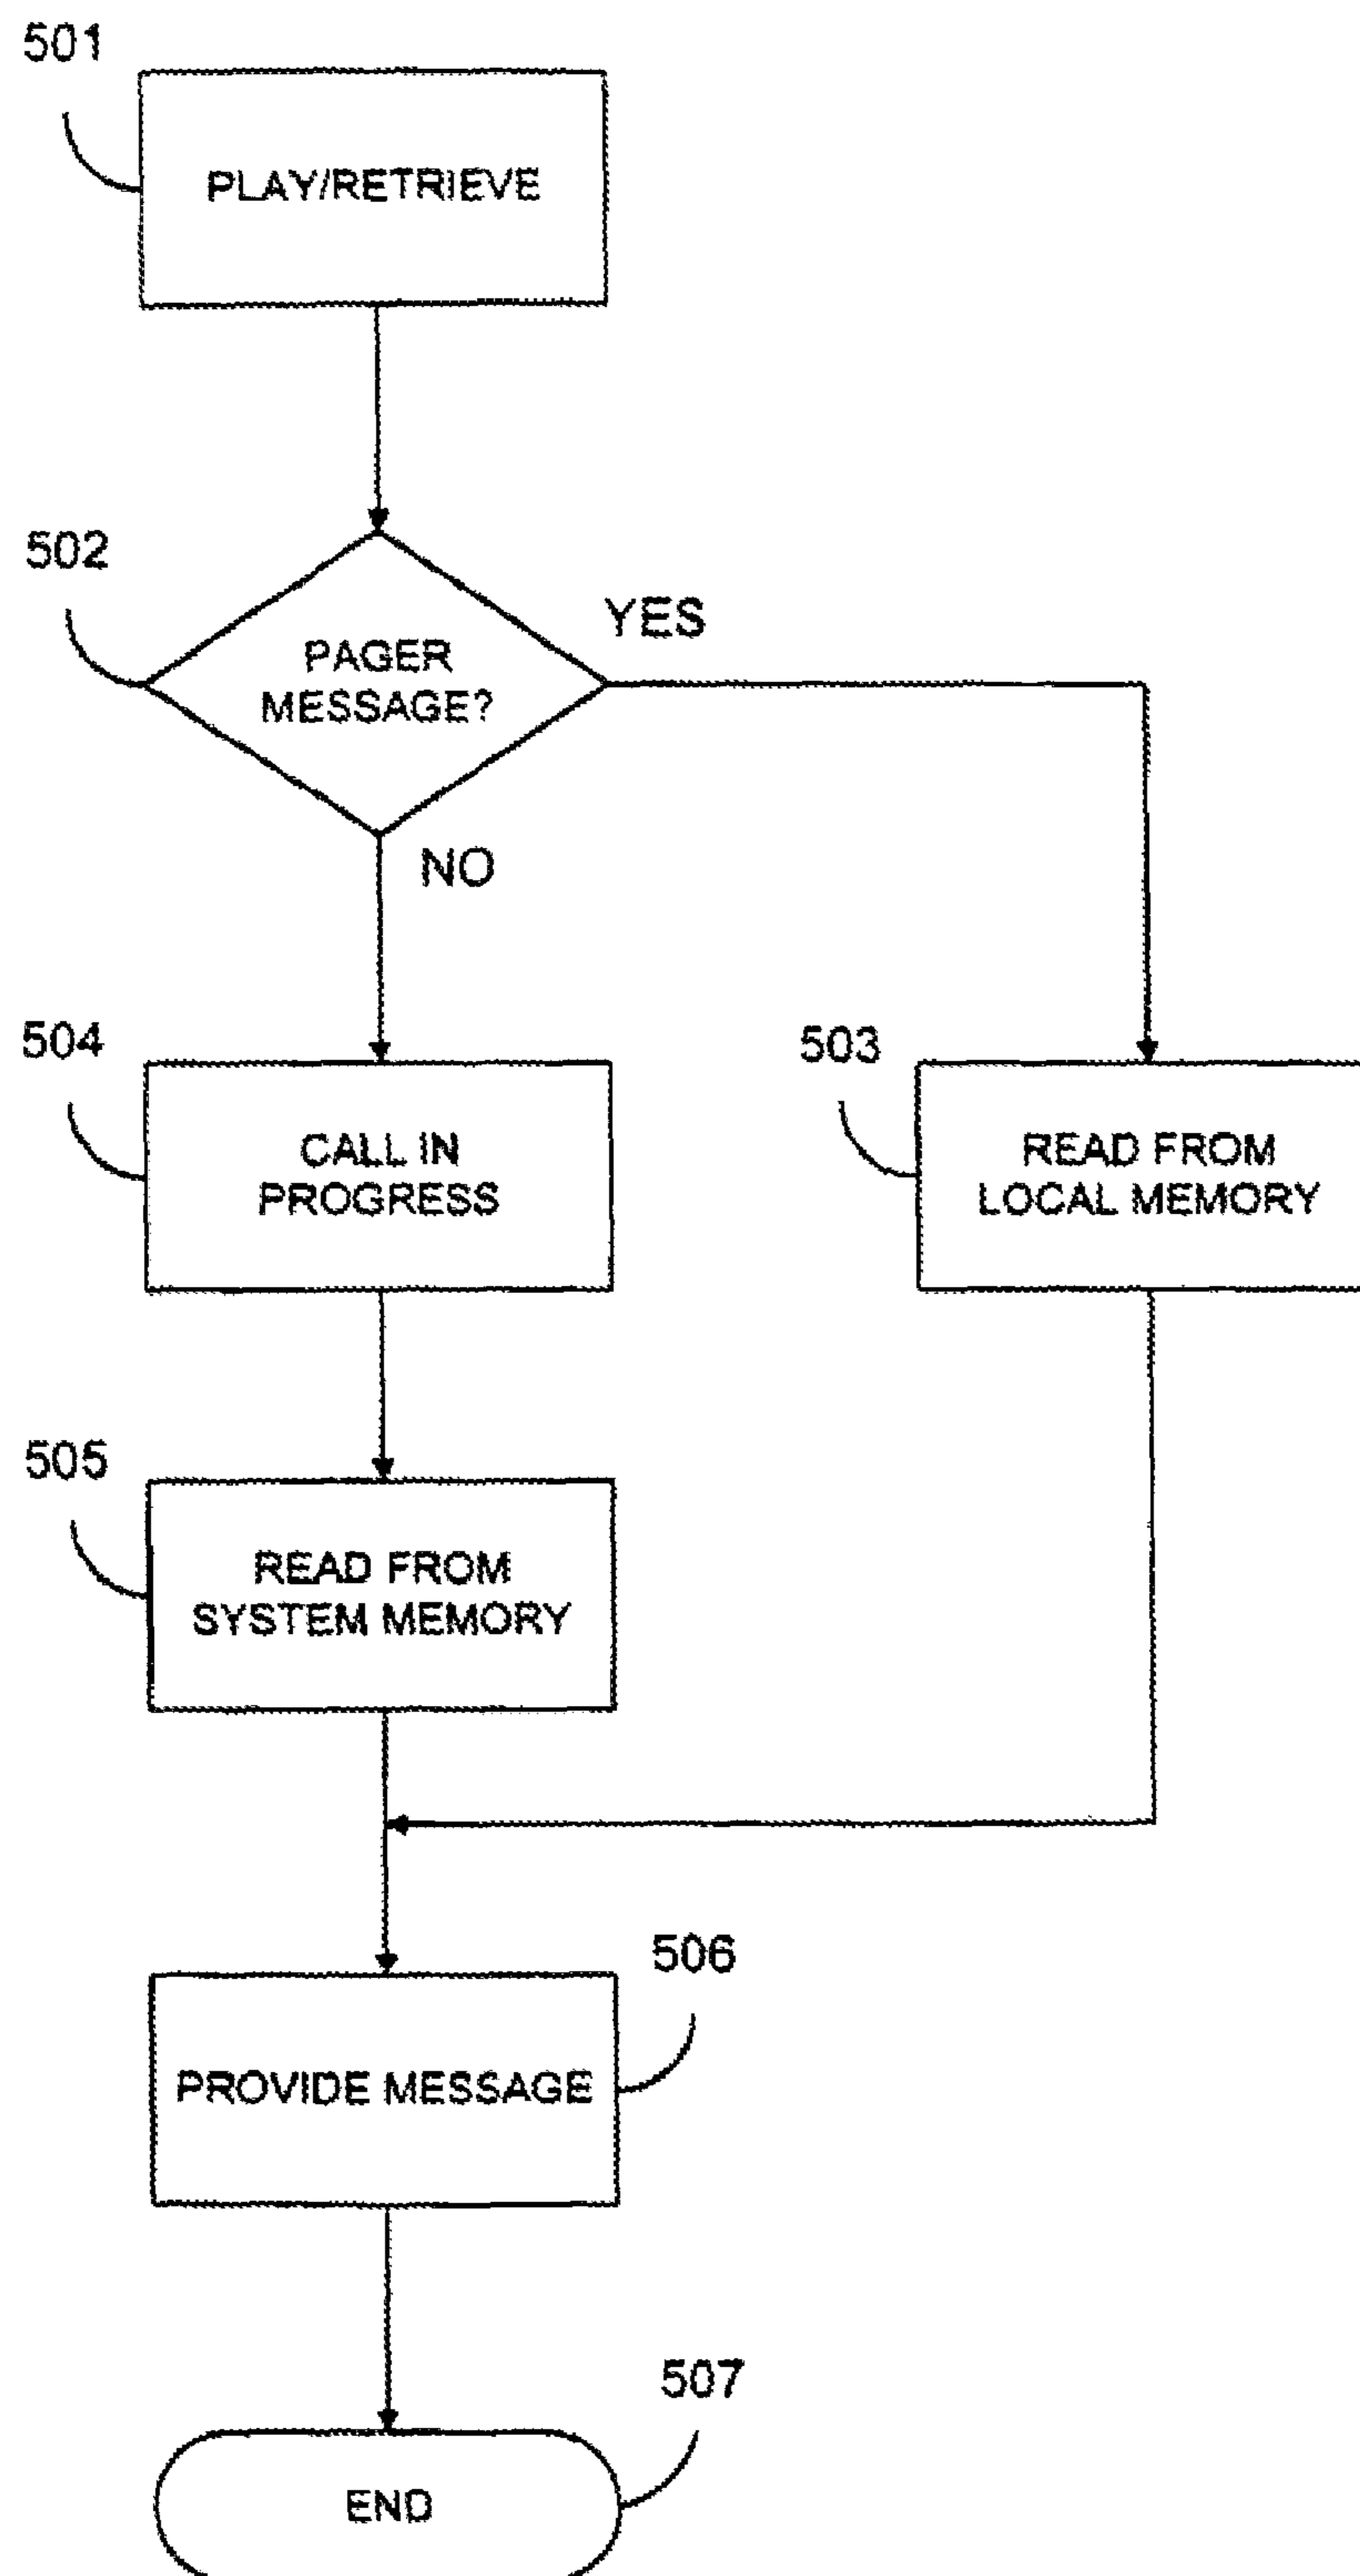 501
PLAY/RETRIEVE
502
PAGER
MESSAGE?
YES
NO
504
CALL IN
PROGRESS
503
READ FROM
LOCAL MEMORY
505
READ FROM
SYSTEM MEMORY
506
PROVIDE MESSAGE
507
END